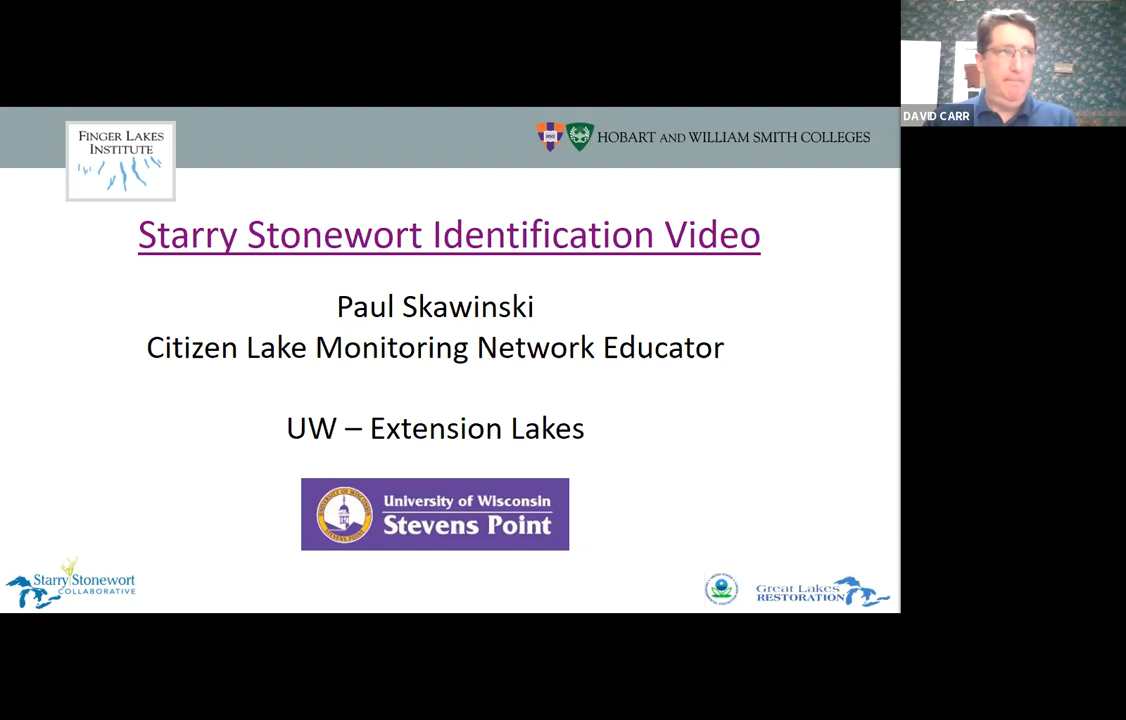 DAVID CARR
FINGER LAKES
INSTITUTE
HOBART AND WILLIAM SMITH COLLEGES
Starry Stonewort Identification Video
Paul Skawinski
Citizen Lake Monitoring Network Educator
UW – Extension Lakes
University of Wisconsin
Stevens Point
Starry Stonewort
COLLABORATIVE
Great Lakes
RESTORATION